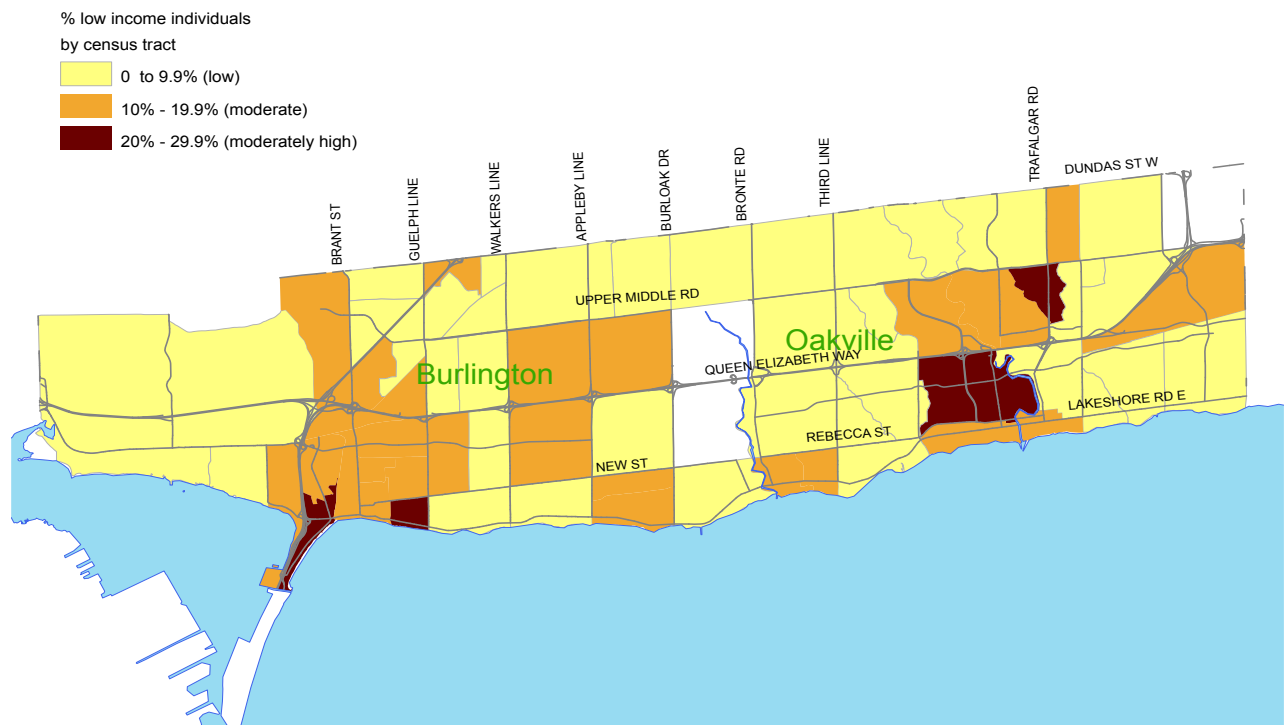 % low income individuals
by census tract
0 to 9.9% (low)
10% - 19.9% (moderate)
20% - 29.9% (moderately high)
BRANT ST
GUELPH LINE
WALKERS LINE
APPLEBY LINE
BURLOAK DR
BRONTE RD
THIRD LINE
TRAFALGAR RD
DUNDAS ST W
UPPER MIDDLE RD
Oakville
QUEEN ELIZABETH WAY
Burlington
LAKESHORE RD E
REBECCA ST
NEW ST